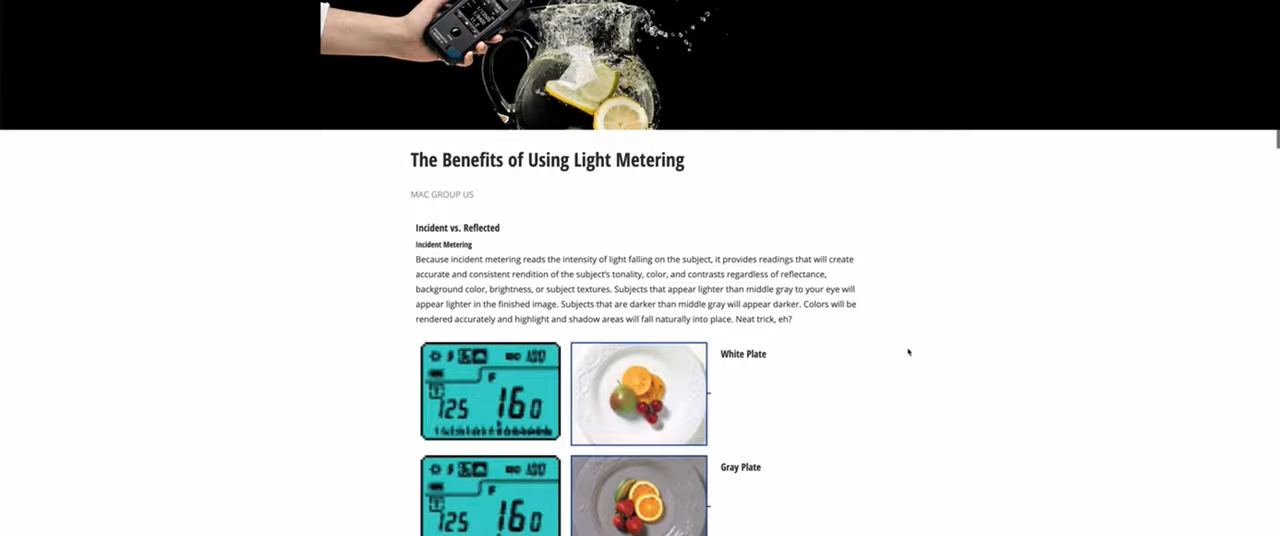 The Benefits of Using Light Metering
MAC GROUP US
Incident vs. Reflected
Incident Metering
Because incident metering reads the intensity of light falling on the subject, it provides readings that will create
accurate and consistent rendition of the subject's tonality, color, and contrasts regardless of reflectance,
background color, brightness, or subject textures. Subjects that appear lighter than middle gray to your eye will
appear lighter in the finished image. Subjects that are darker than middle gray will appear darker. Colors will be
rendered accurately and highlight and shadow areas will fall naturally into place. Neat trick, eh?
F
T
125 160
White Plate
F
T
125 160
Gray Plate